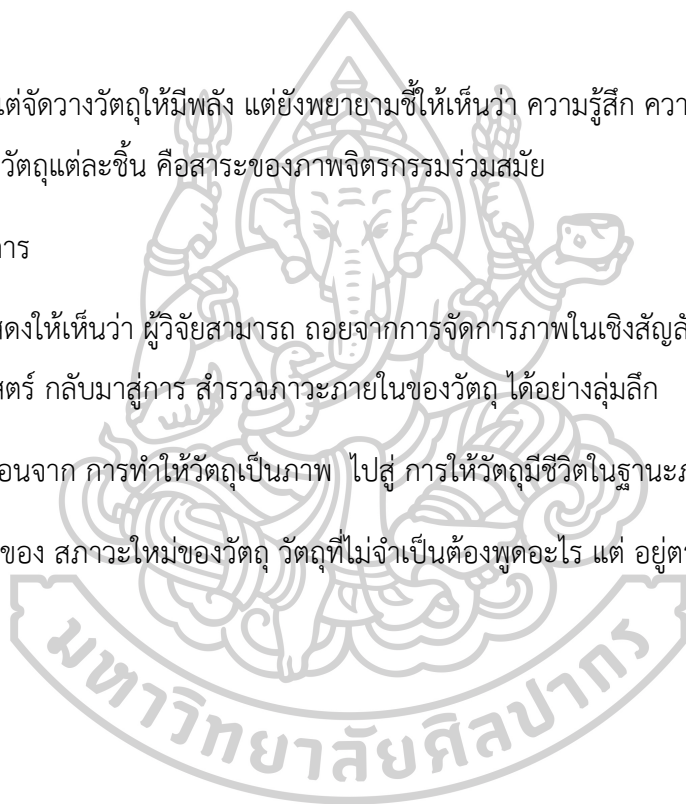 แต่จัดวางวัตถุให้มีพลัง แต่ยังพยายามชี้ให้เห็นว่า ความรู้สึก ควา
วัตถุแต่ละชิ้น คือสาระของภาพจิตรกรรมร่วมสมัย
การ
สดงให้เห็นว่า ผู้วิจัยสามารถ ถอยจากการจัดการภาพในเชิงสัญลั
สตร์ กลับมาสู่การ สำรวจภาวะภายในของวัตถุ ได้อย่างลุ่มลึก
อนจาก การทำให้วัตถุเป็นภาพ ไปสู่ การให้วัตถุมีชีวิตในฐานะภ
ของ สภาวะใหม่ของวัตถุ วัตถุที่ไม่จำเป็นต้องพูดอะไร แต่ อยู่ต
มหาวิทยาลัยศิลปากร